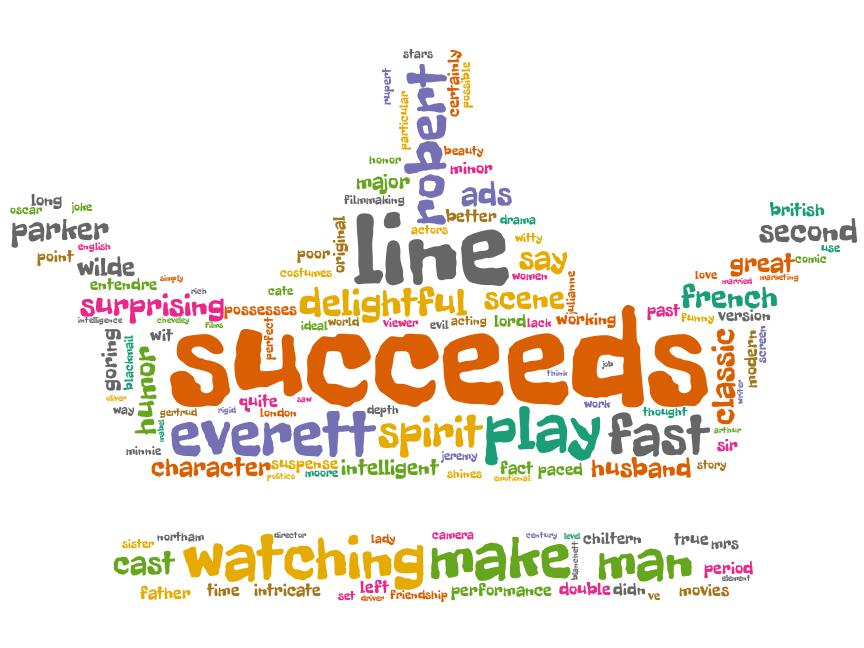 stars
rupert
certainly
possible
robert
particular
beauty
honor
minor
major
ads
filmmaking
better
drama
actors
line
original
witty
poor
say
costumes
women
julianne
long
oscar
joke
parker
english
point
wilde
simply
entendre
rich
surprising
possesses
cate
delightful
scene
british
second
use
comic
great
marketing
love
married
french
past
funny
version
intelligence
cheveley
films
ideal
world
viewer
evil
acting
lord
lack
working
goring
blackmail
wit
perfect
succeeds
think
job
classic
modern
screen
writer
humor
oliver
way
gertrud
rigid
quite
saw
london
depth
work
thought
arthur
mabel
minnie
everett
spirit
play
fast
sir
jeremy
character
suspense
politics
moore
intelligent
shines
fact
emotional
paced
husband
story
sister
northam
director
lady
camera
century
level
chiltern
true
mrs
cast
watching
make
blanchett
man
period
element
father
time
intricate
set
left
driver
friendship
performance
double
didn
ve
movies